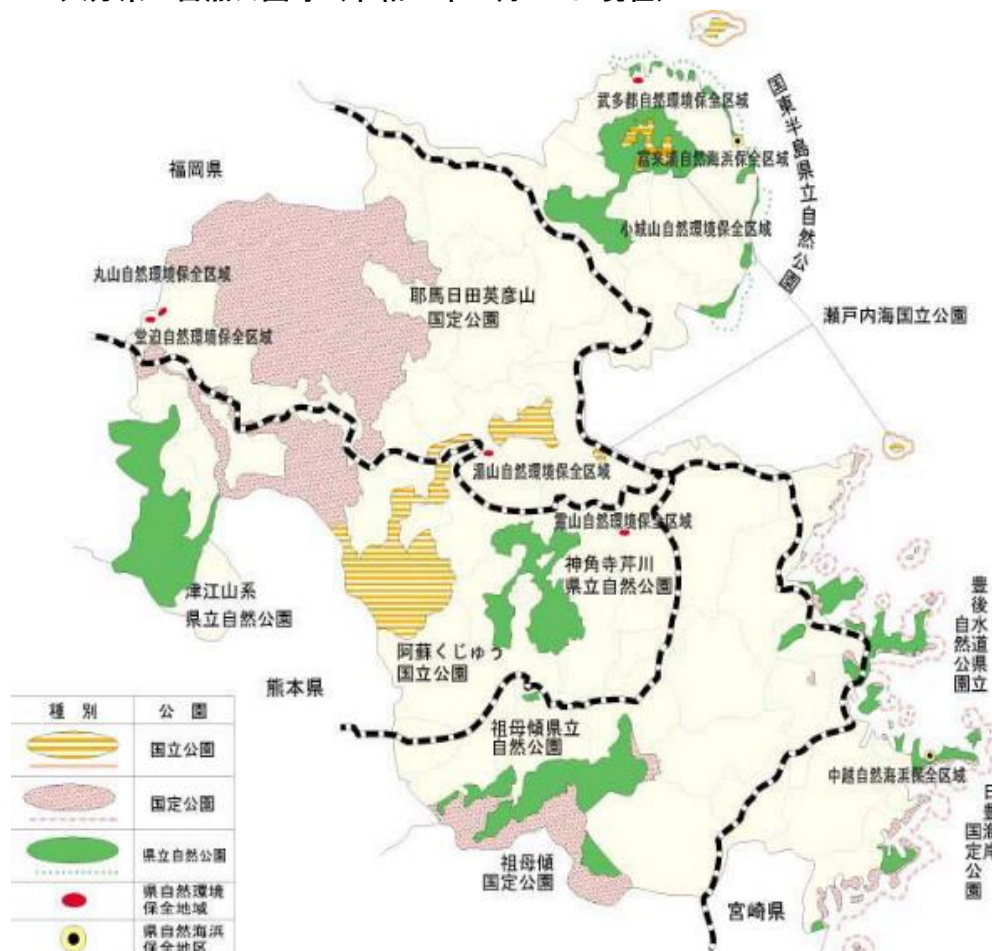 武多都自然環境保全区域
国東半島県立自然公園
富来浦自然海浜保全区域
福岡県
小城山自然環境保全区域
丸山自然環境保全区域
耶馬日田英彦山
国定公園
瀬戸内海国立公園
堂迫自然環境保全区域
湯山自然環境保全区域
霊山自然環境保全区域
神角寺芹川
県立自然公園
津江山系
県立自然公園
豊後水道県立
自然公園
阿蘇くじゅう
国立公園
熊本県
祖母傾県立
自然公園
中越自然海浜保全区域
日豊海岸
国定公園
祖母傾
国定公園
宮崎県
種 別 公 園
国立公園
国定公園
県立自然公園
県自然環境
保全地域
県自然海浜
保全地区